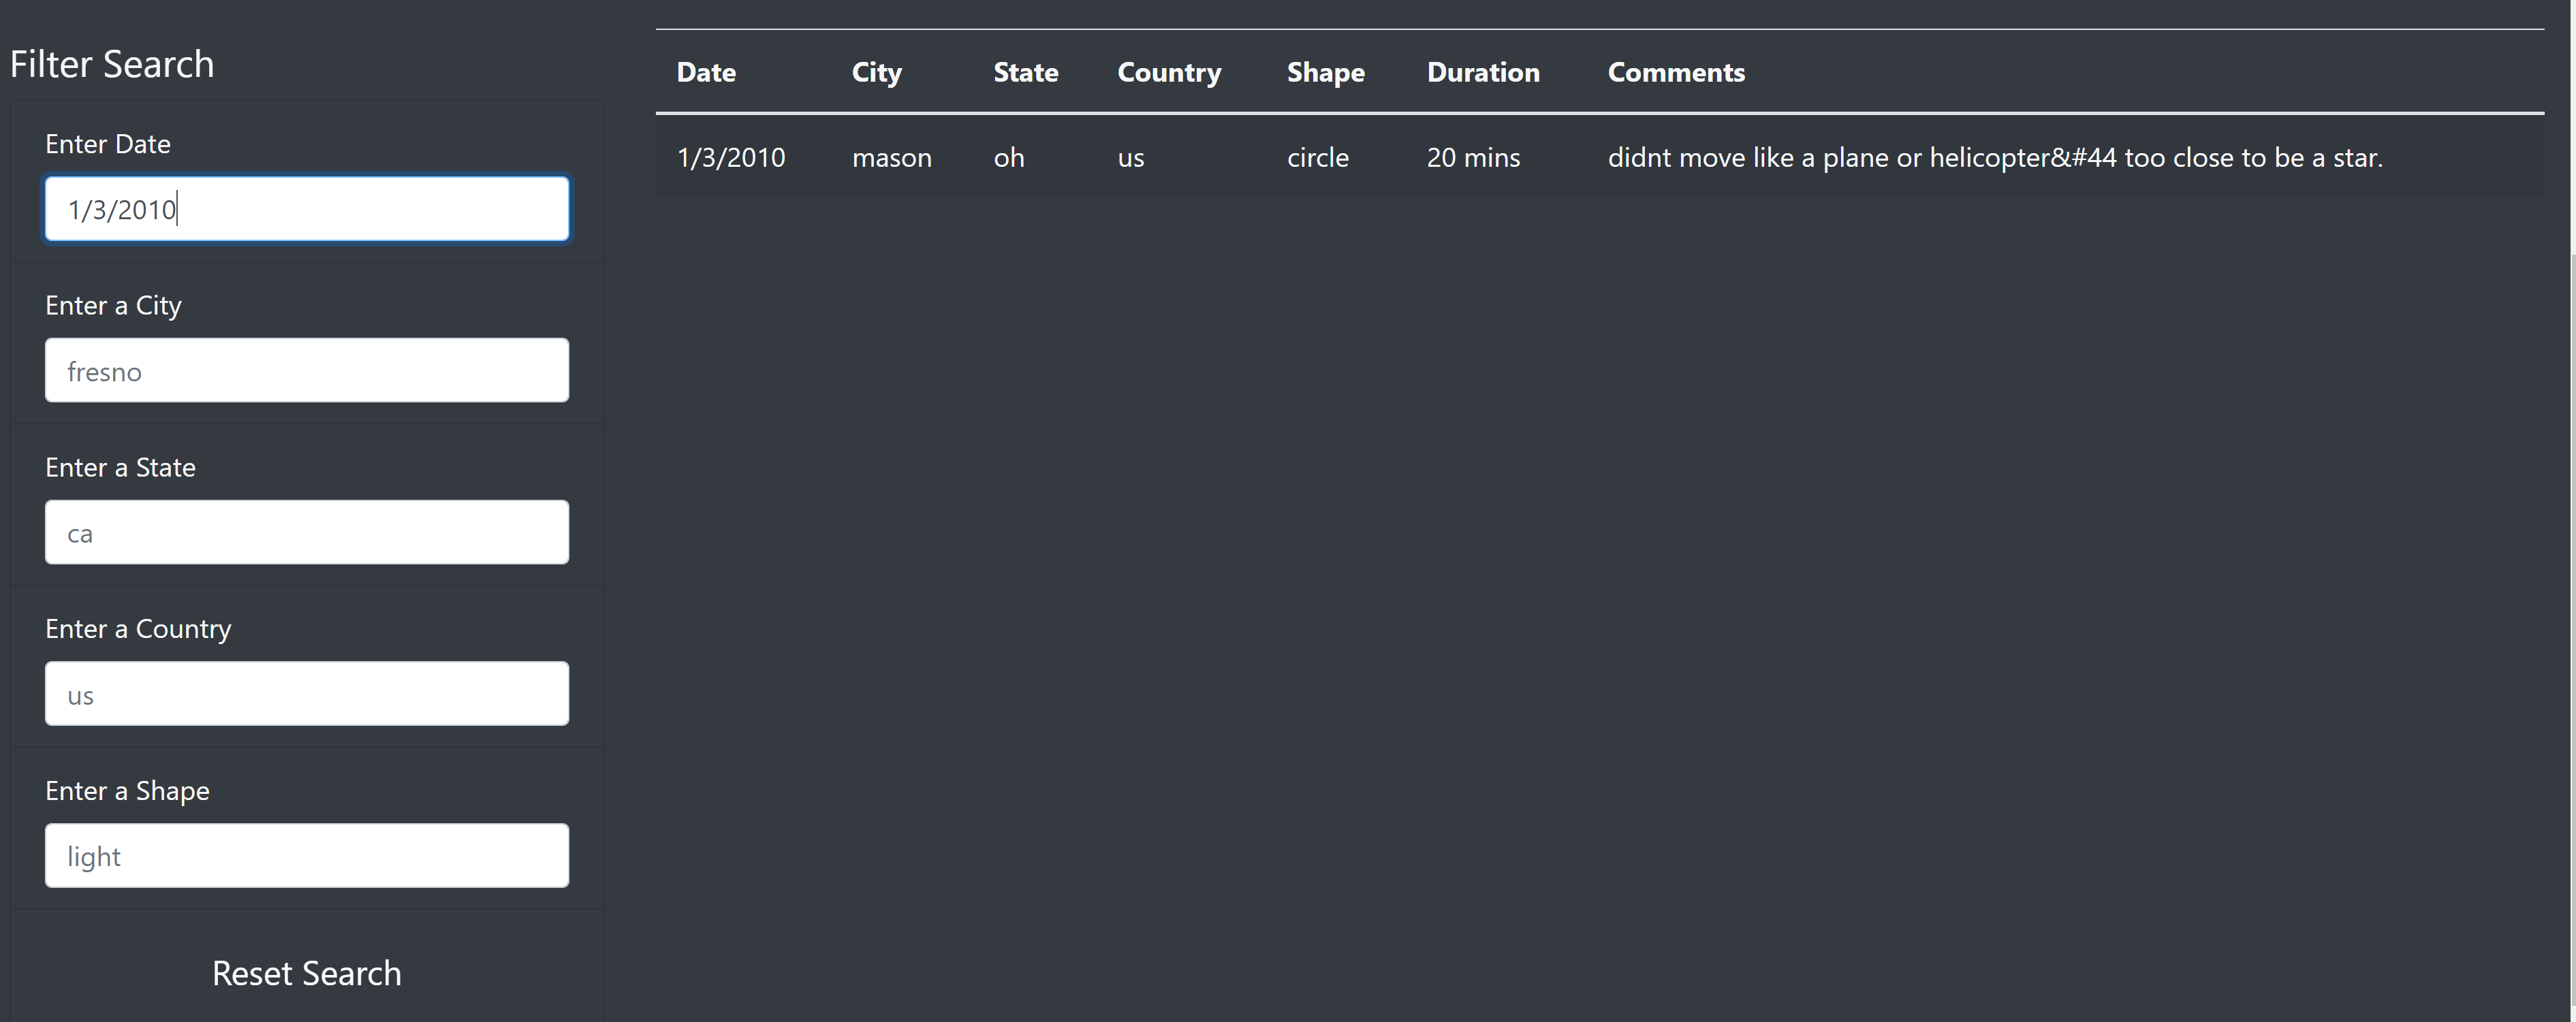 Filter Search
Enter Date
1/3/2010
Enter a City
fresno
Enter a State
ca
Enter a Country
us
Enter a Shape
light
Reset Search
Date City State Country Shape Duration Comments
1/3/2010 mason oh us circle 20 mins didnt move like a plane or helicopter&#44 too close to be a star.